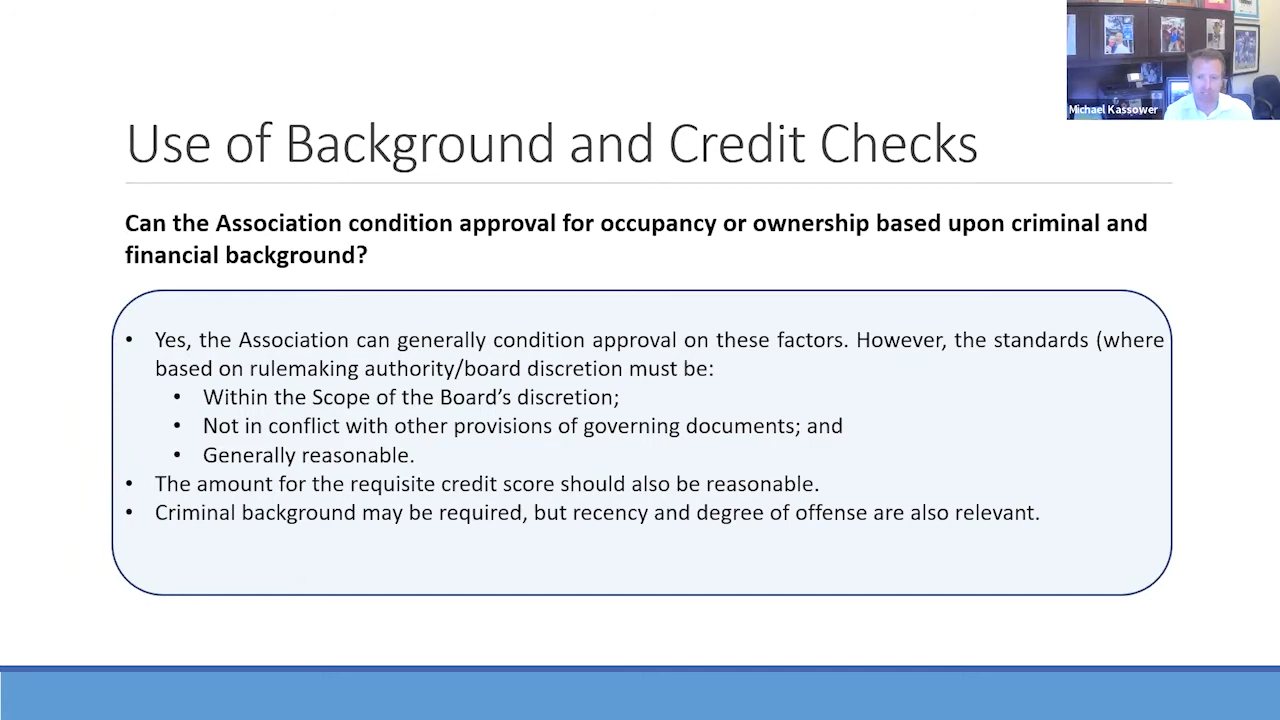 Michael Kassower
Use of Background and Credit Checks
Can the Association condition approval for occupancy or ownership based upon criminal and
financial background?
• Yes, the Association can generally condition approval on these factors. However, the standards (where
based on rulemaking authority/board discretion must be:
• Within the Scope of the Board’s discretion;
• Not in conflict with other provisions of governing documents; and
• Generally reasonable.
• The amount for the requisite credit score should also be reasonable.
• Criminal background may be required, but recency and degree of offense are also relevant.